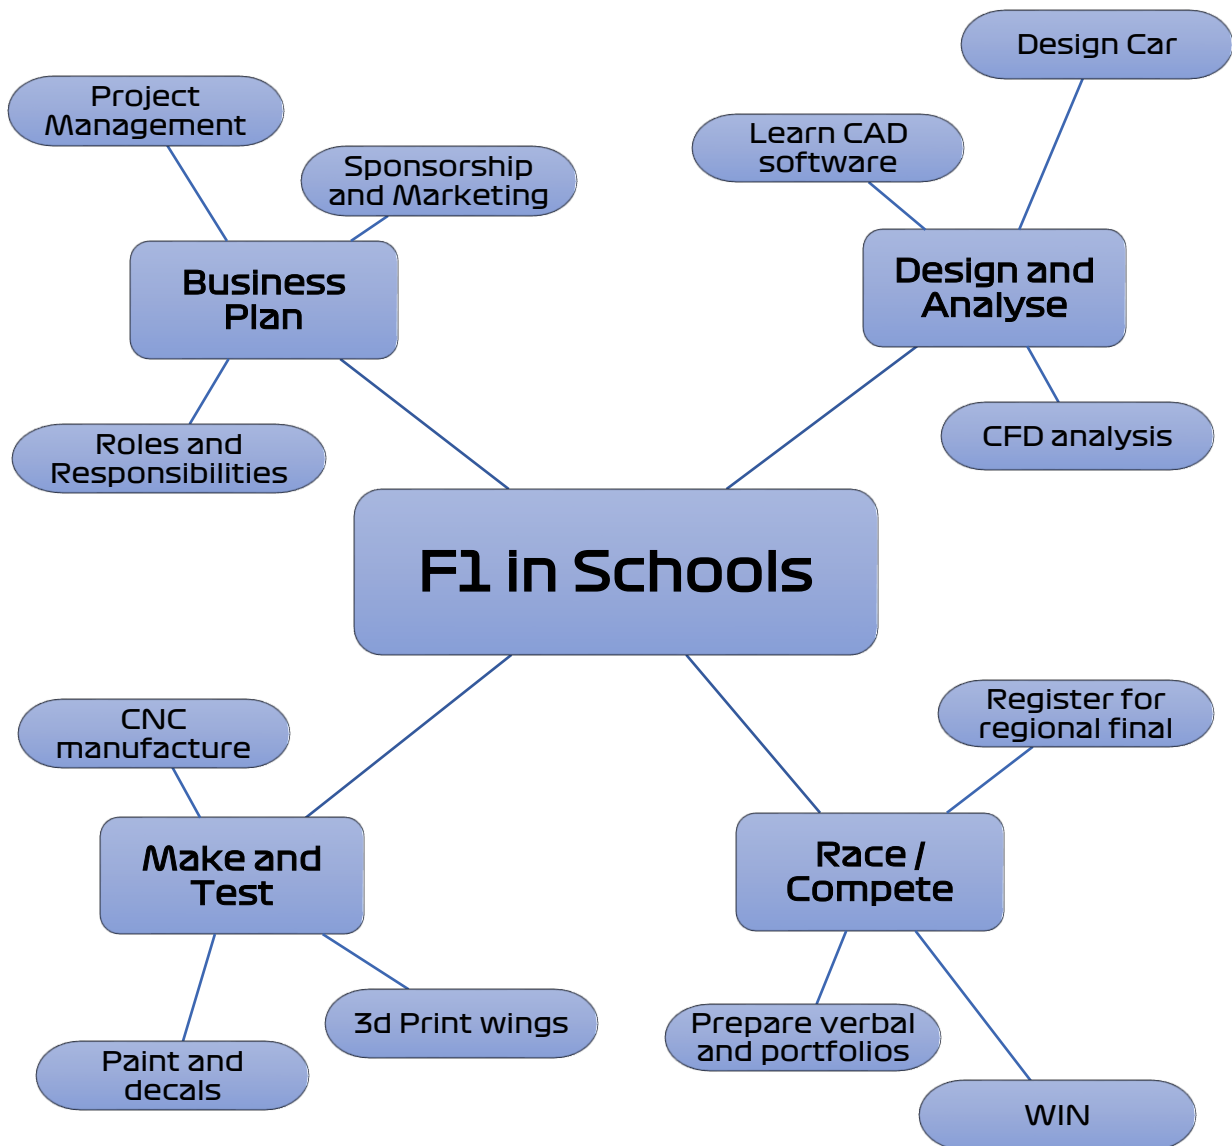 Design Car
Project
Management
Learn CAD
software
Sponsorship
and Marketing
Business
Plan
Design and
Analyse
Roles and
Responsibilities
CFD analysis
F1 in Schools
CNC
manufacture
Register for
regional final
Make and
Test
Race /
Compete
3d Print wings
Prepare verbal
and portfolios
Paint and
decals
WIN